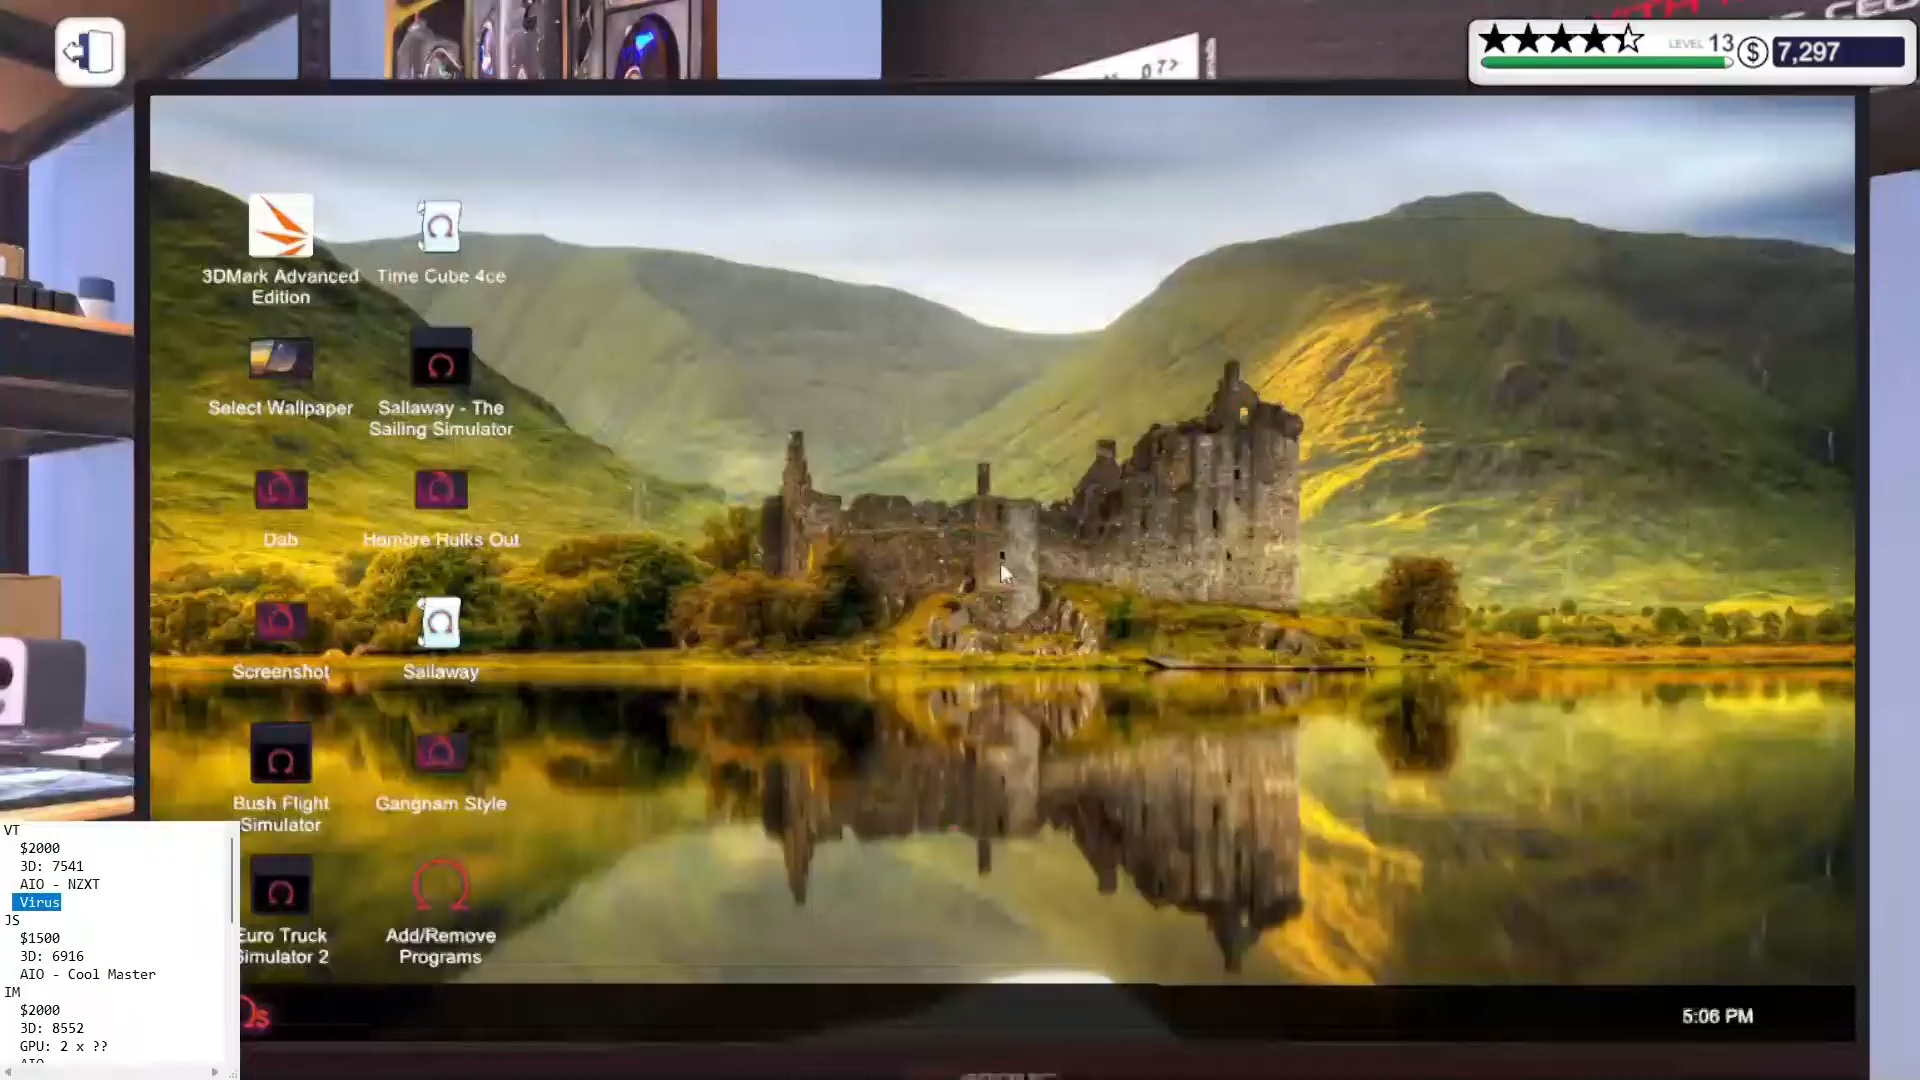 LEVEL 13
7,297
3DMark Advanced
Edition
Time Cube 4ce
Select Wallpaper
Sailaway - The
Sailing Simulator
Dab
Hombre Hulks Out
Screenshot
Sailaway
Bush Flight
Simulator
Gangnam Style
Euro Truck
Simulator 2
Add/Remove
Programs
5:06 PM
VT
$2000
3D: 7541
AIO - NZXT
Virus
JS
$1500
3D: 6916
AIO - Cool Master
IM
$2000
3D: 8552
GPU: 2 x ??
AIO